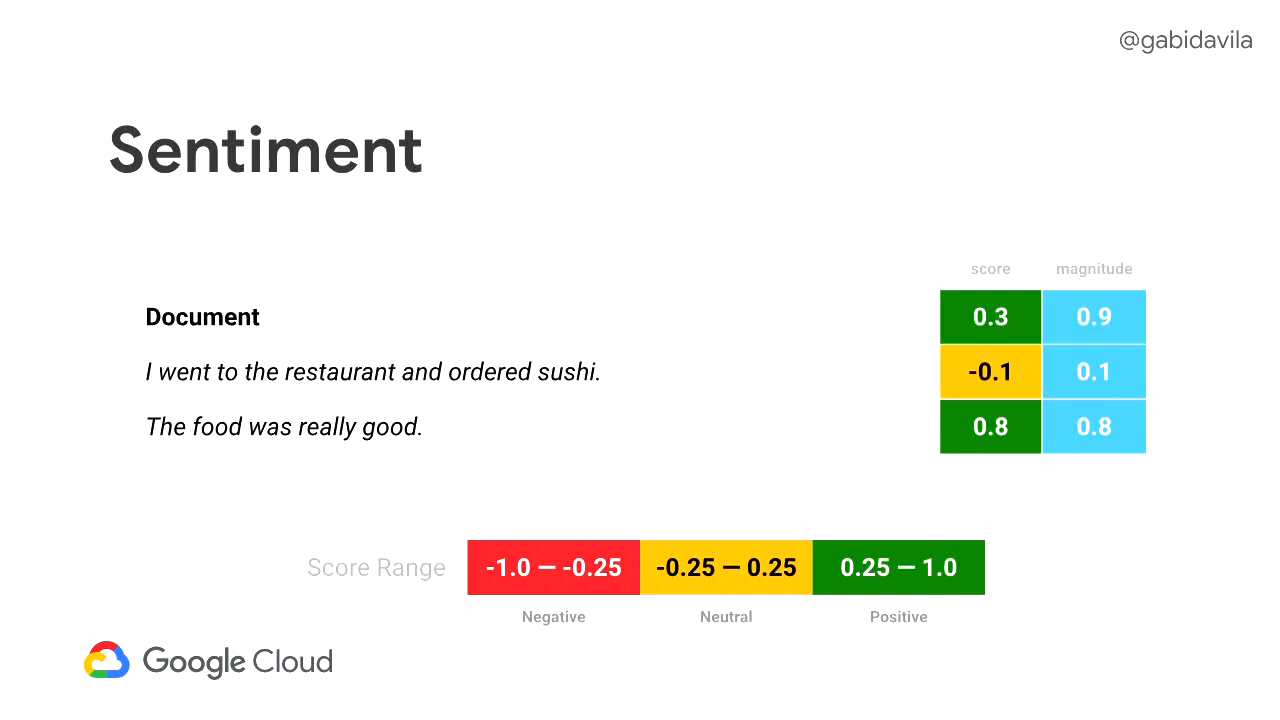 @gabidavila
Sentiment
score magnitude
Document 0.3 0.9
I went to the restaurant and ordered sushi. -0.1 0.1
The food was really good. 0.8 0.8
Score Range -1.0 — -0.25 -0.25 — 0.25 0.25 — 1.0
Negative Neutral Positive
Google Cloud